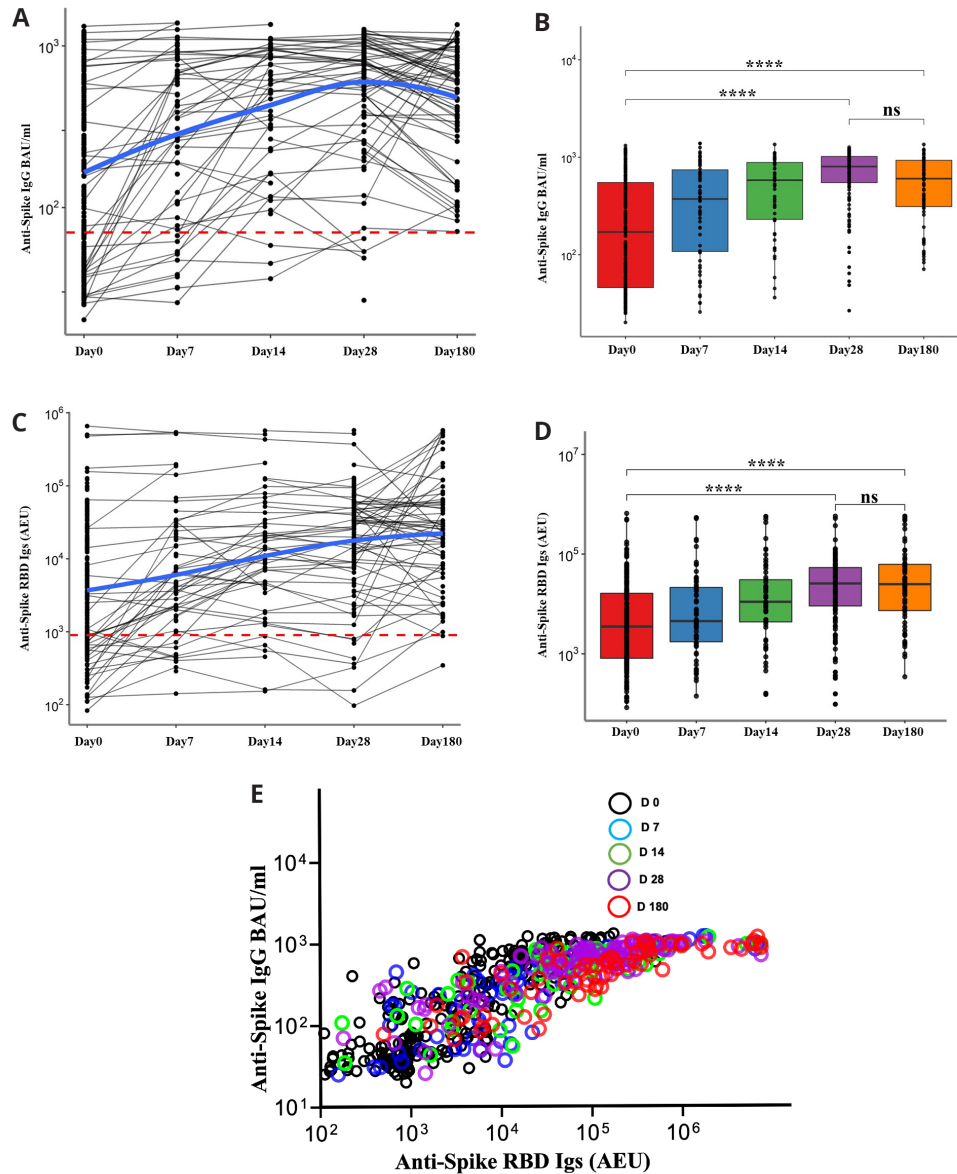 A
Anti-Spike IgG BAU/ml
10³
10²
Day0 Day7 Day14 Day28 Day180
B
Anti-Spike IgG BAU/ml
10⁴
10³
10²
****
****
ns
Day0 Day7 Day14 Day28 Day180
C
Anti-Spike RBD Igs (AEU)
10⁶
10⁵
10⁴
10³
10²
Day0 Day7 Day14 Day28 Day180
D
Anti-Spike RBD Igs (AEU)
10⁷
10⁵
10³
****
****
ns
Day0 Day7 Day14 Day28 Day180
E
Anti-Spike IgG BAU/ml
10⁴
10³
10²
10¹
D 0
D 7
D 14
D 28
D 180
10² 10³ 10⁴ 10⁵ 10⁶
Anti-Spike RBD Igs (AEU)